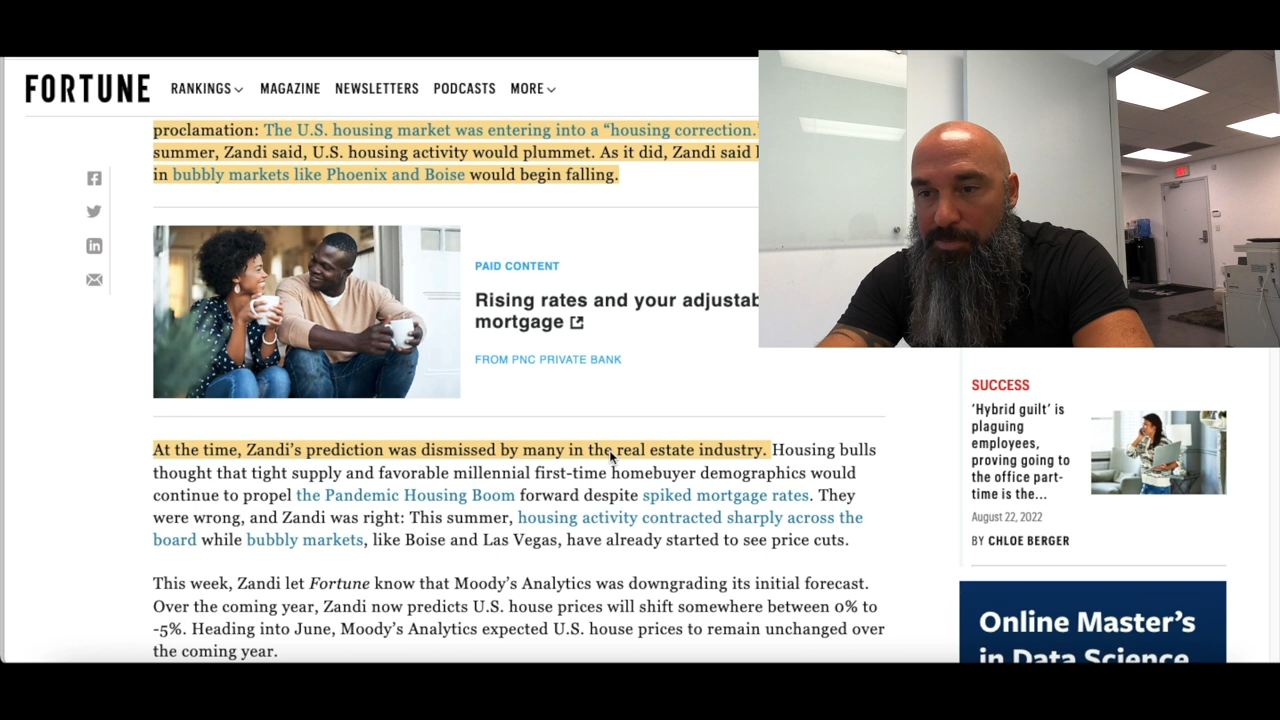 FORTUNE RANKINGS MAGAZINE NEWSLETTERS PODCASTS MORE
proclamation: The U.S. housing market was entering into a “housing correction.”
summer, Zandi said, U.S. housing activity would plummet. As it did, Zandi said
in bubbly markets like Phoenix and Boise would begin falling.
PAID CONTENT
Rising rates and your
mortgage
FROM PNC PRIVATE BANK
At the time, Zandi’s prediction was dismissed by many in the real estate industry. Housing bulls
thought that tight supply and favorable millennial first-time homebuyer demographics would
continue to propel the Pandemic Housing Boom forward despite spiked mortgage rates. They
were wrong, and Zandi was right: This summer, housing activity contracted sharply across the
board while bubbly markets, like Boise and Las Vegas, have already started to see price cuts.
This week, Zandi let Fortune know that Moody’s Analytics was downgrading its initial forecast.
Over the coming year, Zandi now predicts U.S. house prices will shift somewhere between 0% to
-5%. Heading into June, Moody’s Analytics expected U.S. house prices to remain unchanged over
the coming year.
SUCCESS
‘Hybrid guilt’ is
plaguing
employees,
proving going to
the office part-
time is the...
August 22, 2022
BY CHLOE BERGER
Online Master’s
in Data Science